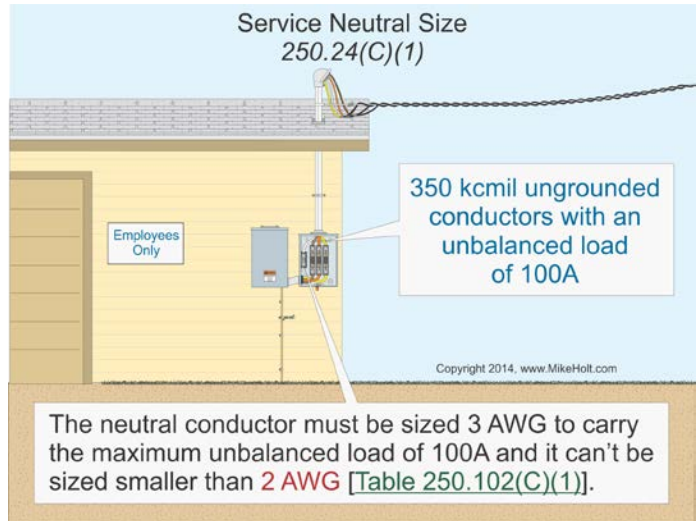 Service Neutral Size
250.24(C)(1)
350 kcmil ungrounded
conductors with an
unbalanced load
of 100A
Employees
Only
Copyright 2014, www.MikeHolt.com
The neutral conductor must be sized 3 AWG to carry
the maximum unbalanced load of 100A and it can’t be
sized smaller than 2 AWG [Table 250.102(C)(1)].